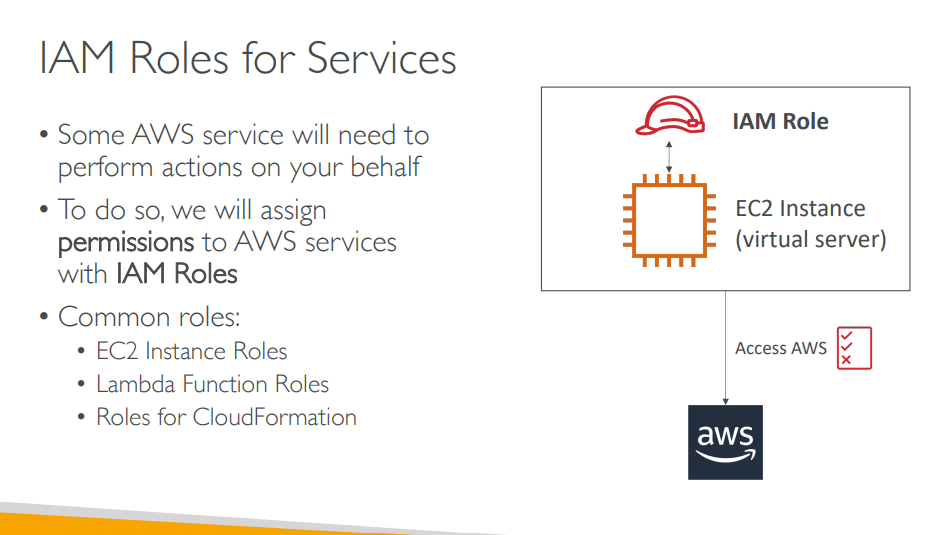 IAM Roles for Services
• Some AWS service will need to
perform actions on your behalf
• To do so, we will assign
permissions to AWS services
with IAM Roles
• Common roles:
• EC2 Instance Roles
• Lambda Function Roles
• Roles for CloudFormation
IAM Role
EC2 Instance
(virtual server)
Access AWS
aws